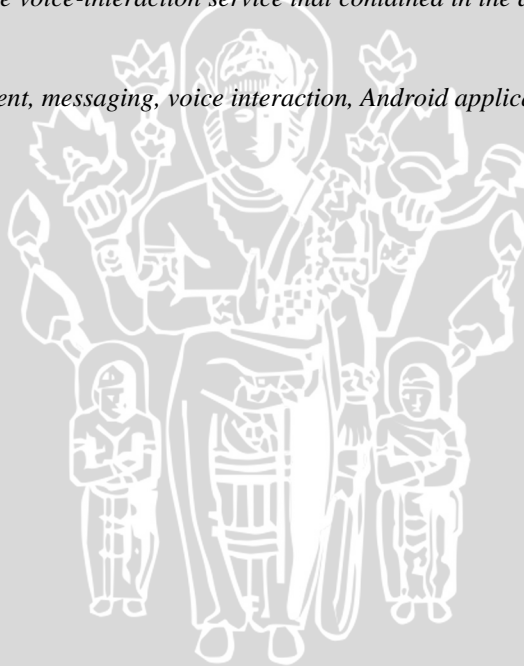 e voice-interaction service that contained in the
ent, messaging, voice interaction, Android applica